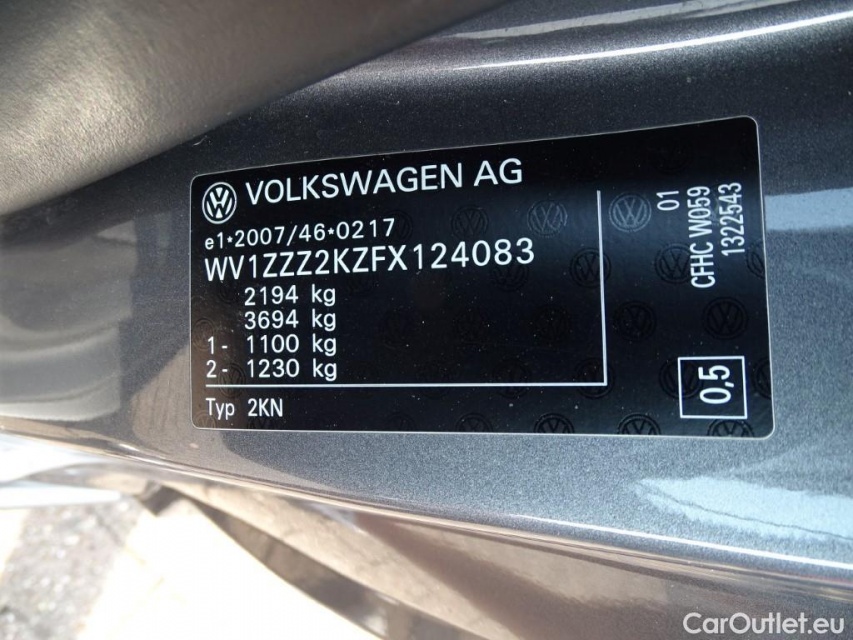 VOLKSWAGEN AG
e1*2007/46*0217
WV1ZZZ2KZFX124083
2194 kg
3694 kg
1- 1100 kg
2- 1230 kg
Typ 2KN
01
CFHC W059
1322543
0,5
CarOutlet.eu